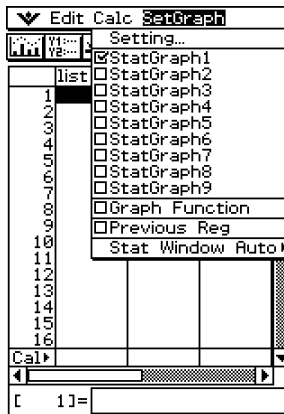 Edit Calc SetGraph
Y1:...
Y2:...
Setting...
StatGraph1
StatGraph2
StatGraph3
StatGraph4
StatGraph5
StatGraph6
StatGraph7
StatGraph8
StatGraph9
Graph Function
Previous Reg
Stat Window Auto
list
1
2
3
4
5
6
7
8
9
10
11
12
13
14
15
16
Cal
[ 1]=